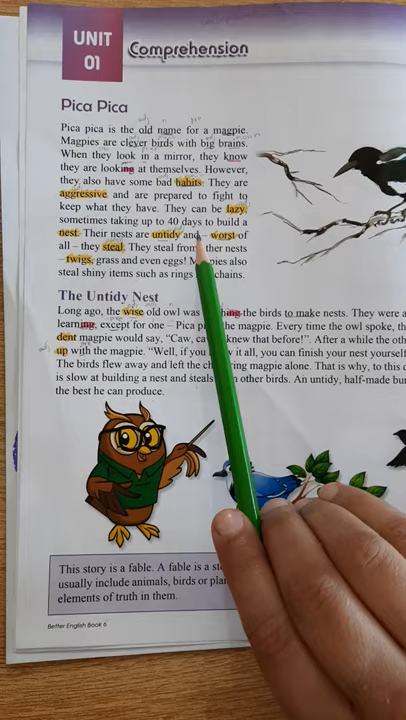 UNIT
01
Comprehension
Pica Pica
Pica pica is the old name for a magpie.
Magpies are clever birds with big brains.
When they look in a mirror, they know
they are looking at themselves. However,
they also have some bad habits. They are
aggressive and are prepared to fight to
keep what they have. They can be lazy,
sometimes taking up to 40 days to build a
nest. Their nests are untidy and – worst of
all – they steal. They steal from ther nests
– twigs, grass and even eggs! M pies also
steal shiny items such as rings chains.
The Untidy Nest
Long ago, the wise old owl was hing the birds to make nests. They were a
learning, except for one – Pica the magpie. Every time the owl spoke, th
dent magpie would say, "Caw, ca knew that before!". After a while the oth
up with the magpie. "Well, if you w it all, you can finish your nest yourself
The birds flew away and left the ing magpie alone. That is why, to this d
is slow at building a nest and steals other birds. An untidy, half-made bu
the best he can produce.
This story is a fable. A fable is a st
usually include animals, birds or plan
elements of truth in them.
Better English Book 6